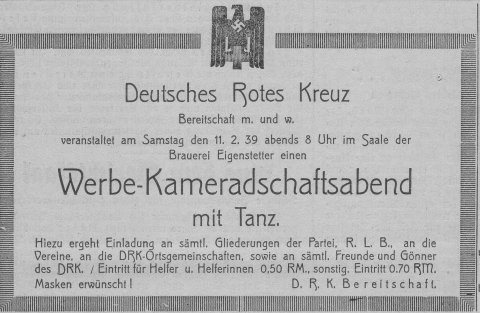 Deutsches Rotes Kreuz
Bereitschaft m. und w.
veranstaltet am Samstag den 11. 2. 39 abends 8 Uhr im Saale der
Brauerei Eigenstetter einen
Werbe-Kameradschaftsabend
mit Tanz.
Hiezu ergeht Einladung an sämtl. Gliederungen der Partei, R. L. B., an die
Vereine, an die DRK-Ortsgemeinschaften, sowie an sämtl. Freunde und Gönner
des DRK. / Eintritt für Helfer u. Helferinnen 0,50 RM., sonstig. Eintritt 0.70 RM.
Masken erwünscht! D. R. K. Bereitschaft.